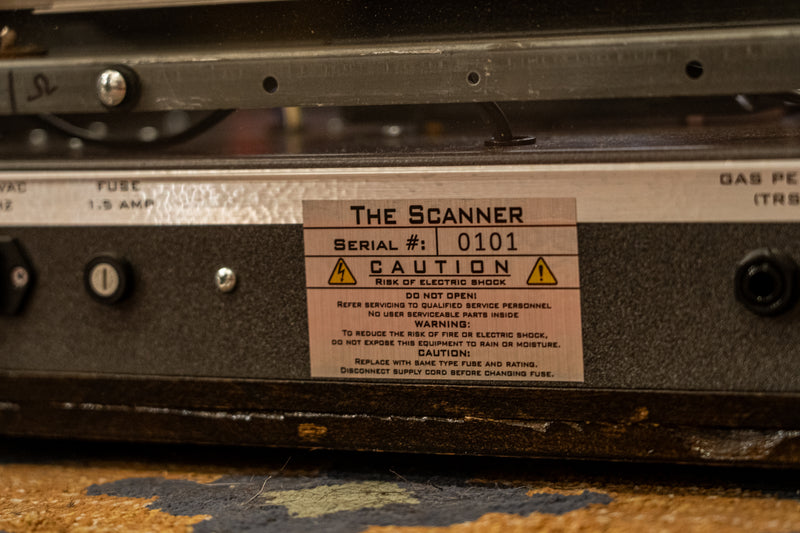 Ω
VAC
HZ
FUSE
1.5 AMP
GAS PE
(TRS
THE SCANNER
SERIAL #: 0101
CAUTION
RISK OF ELECTRIC SHOCK
DO NOT OPEN:
REFER SERVICING TO QUALIFIED SERVICE PERSONNEL
NO USER SERVICEABLE PARTS INSIDE
WARNING:
TO REDUCE THE RISK OF FIRE OR ELECTRIC SHOCK,
DO NOT EXPOSE THIS EQUIPMENT TO RAIN OR MOISTURE.
CAUTION:
REPLACE WITH SAME TYPE FUSE AND RATING.
DISCONNECT SUPPLY CORD BEFORE CHANGING FUSE.